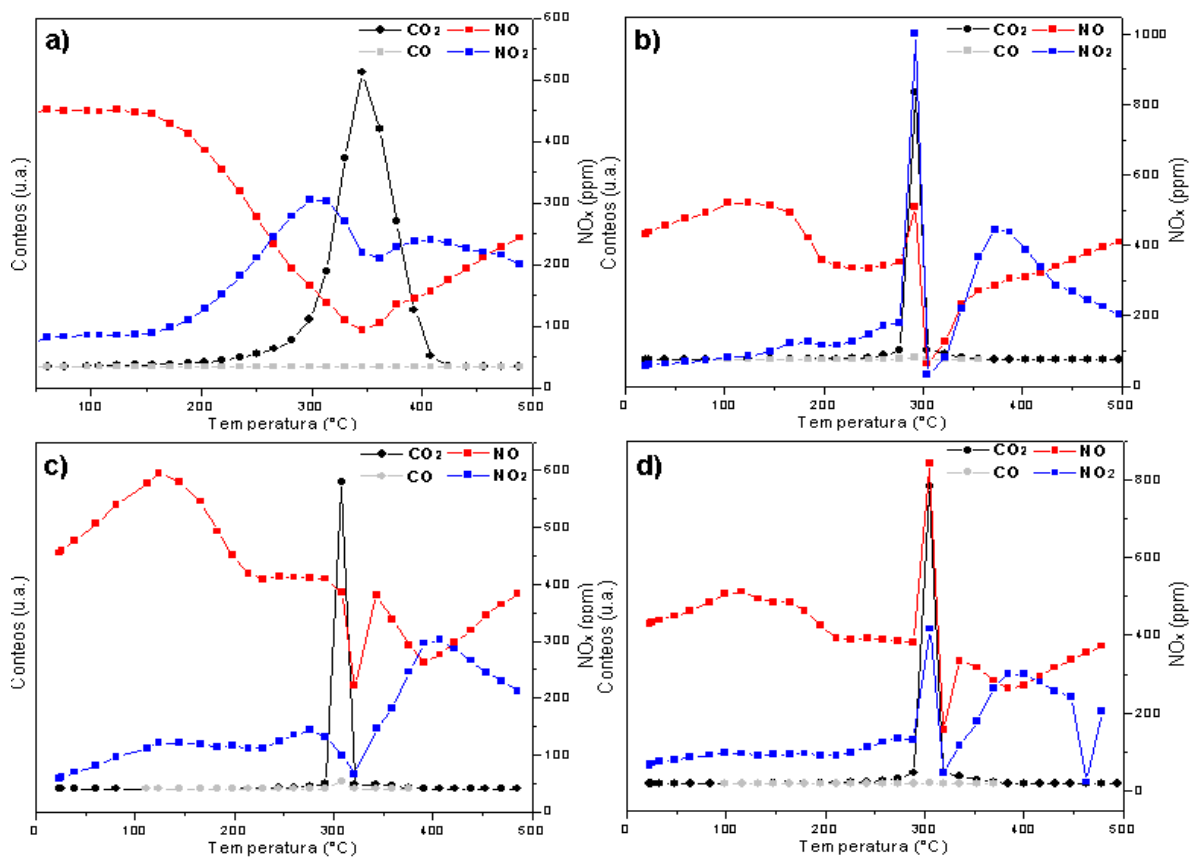 a)
CO2 NO
CO NO2
Conteos (u.a.)
600
500
400
300
200
100
0
NOx (ppm)
100 200 300 400 500
Temperatura (°C)
b)
CO2 NO
CO NO2
Conteos (u.a.)
1000
800
600
400
200
0
NOx (ppm)
0 100 200 300 400 500
Temperatura (°C)
c)
CO2 NO
CO NO2
Conteos (u.a.)
600
500
400
300
200
100
0
NOx (ppm)
0 100 200 300 400 500
Temperatura (°C)
d)
CO2 NO
CO NO2
Conteos (u.a.)
800
600
400
200
0
NOx (ppm)
0 100 200 300 400 500
Temperatura (°C)